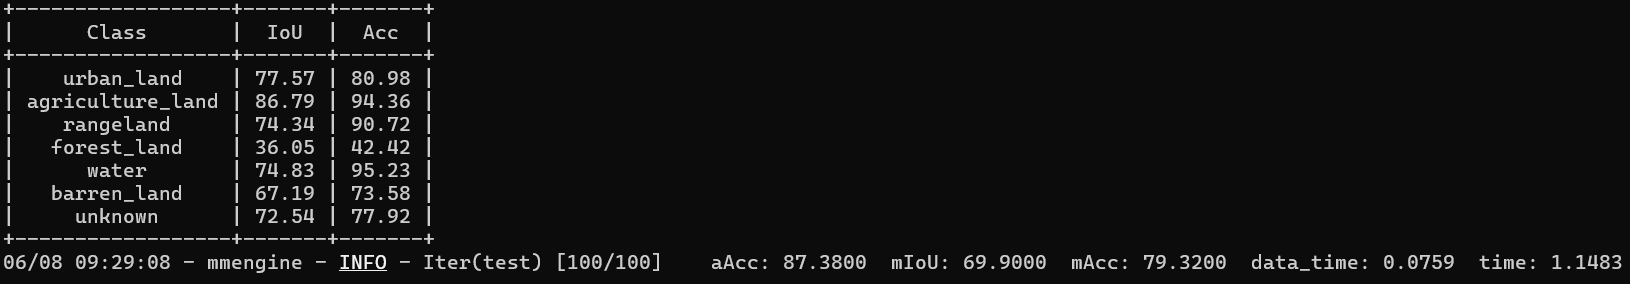 +------------------+-------+-------+
|      Class       |  IoU  |  Acc  |
+------------------+-------+-------+
|    urban_land    | 77.57 | 80.98 |
| agriculture_land | 86.79 | 94.36 |
|    rangeland     | 74.34 | 90.72 |
|   forest_land    | 36.05 | 42.42 |
|      water       | 74.83 | 95.23 |
|   barren_land    | 67.19 | 73.58 |
|     unknown      | 72.54 | 77.92 |
+------------------+-------+-------+
06/08 09:29:08 - mmengine - INFO - Iter(test) [100/100]    aAcc: 87.3800  mIoU: 69.9000  mAcc: 79.3200  data_time: 0.0759  time: 1.1483